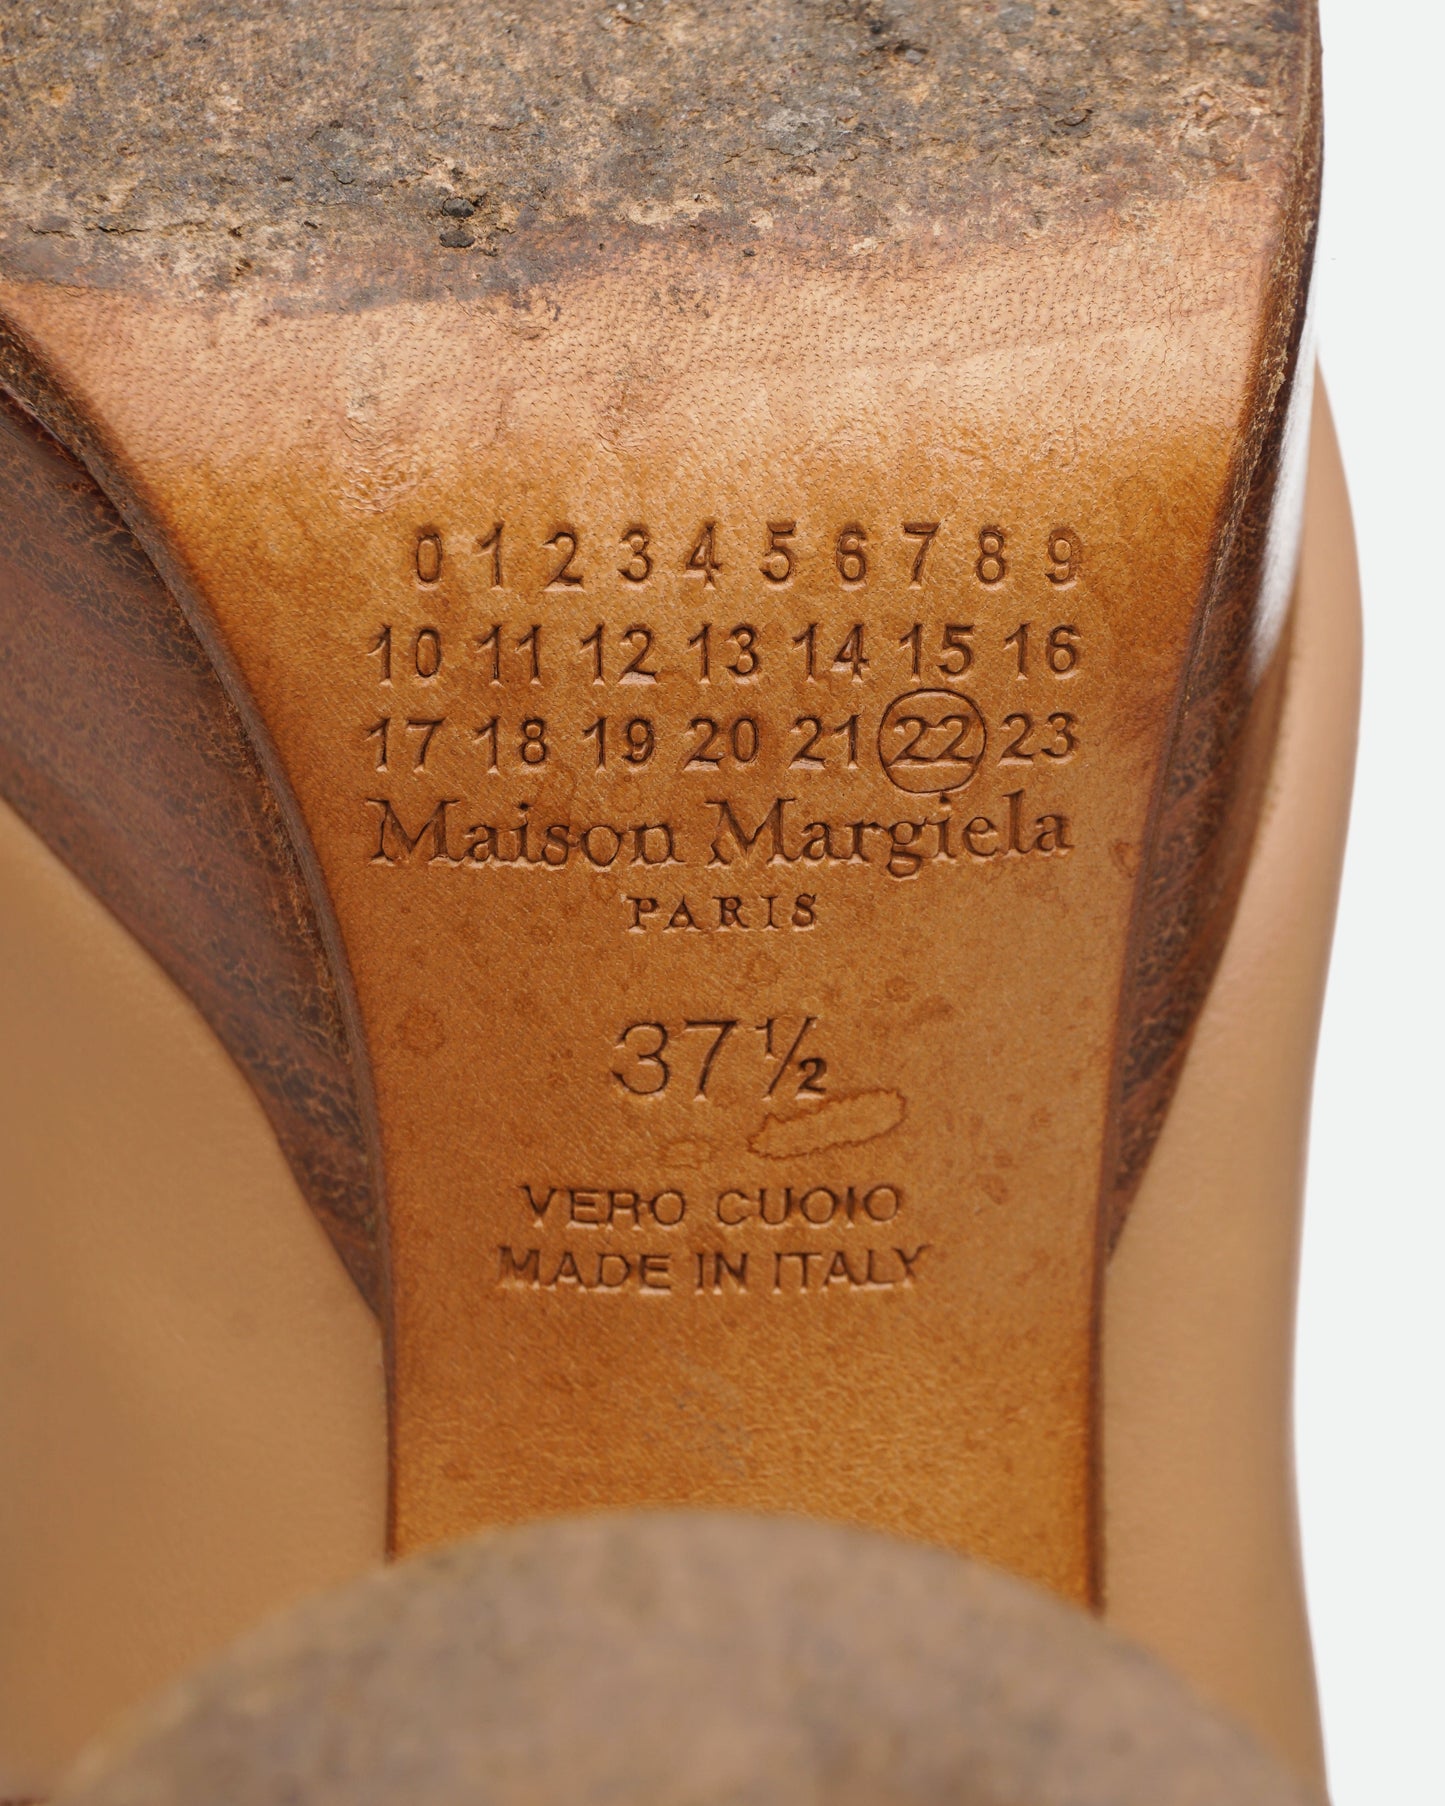 0 1 2 3 4 5 6 7 8 9
10 11 12 13 14 15 16
17 18 19 20 21 22 23
Maison Margiela
PARIS
37½
VERO CUOIO
MADE IN ITALY